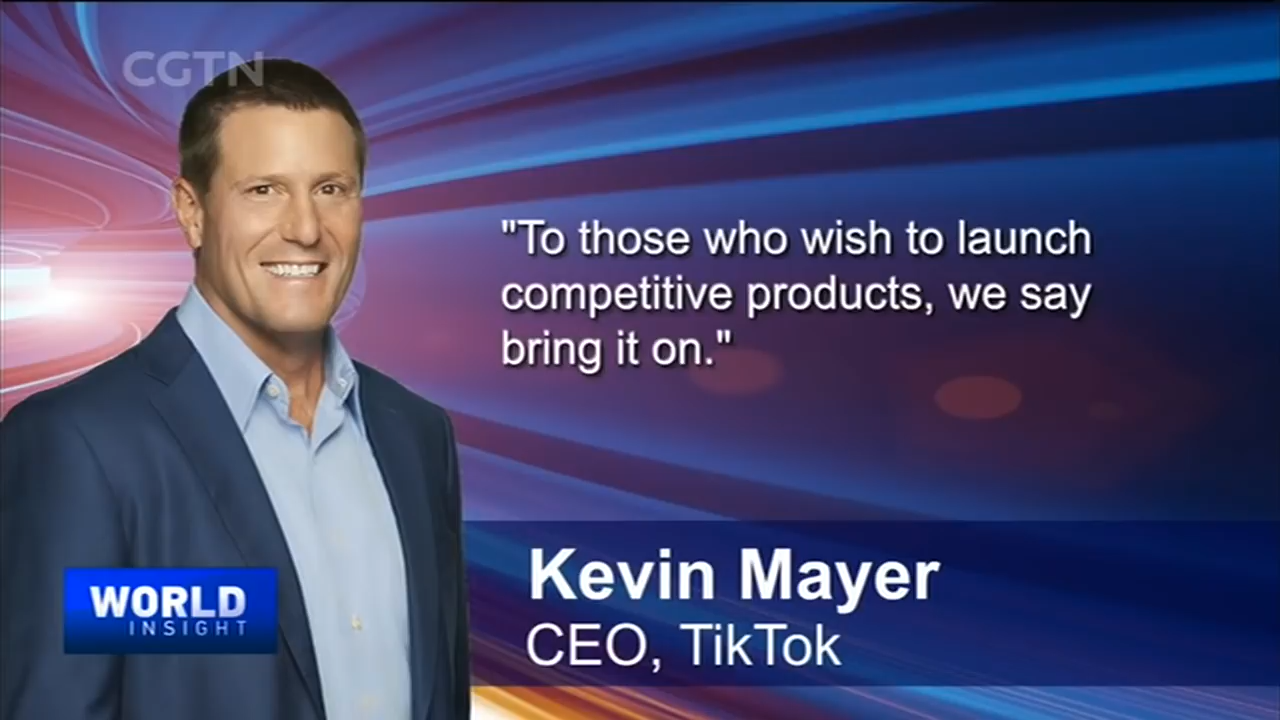 CGTN
"To those who wish to launch
competitive products, we say
bring it on."
Kevin Mayer
CEO, TikTok
WORLD
INSIGHT